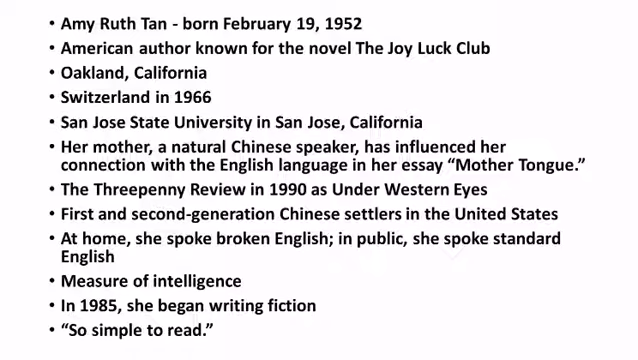 • Amy Ruth Tan - born February 19, 1952
• American author known for the novel The Joy Luck Club
• Oakland, California
• Switzerland in 1966
• San Jose State University in San Jose, California
• Her mother, a natural Chinese speaker, has influenced her
connection with the English language in her essay “Mother Tongue.”
• The Threepenny Review in 1990 as Under Western Eyes
• First and second-generation Chinese settlers in the United States
• At home, she spoke broken English; in public, she spoke standard
English
• Measure of intelligence
• In 1985, she began writing fiction
• “So simple to read.”